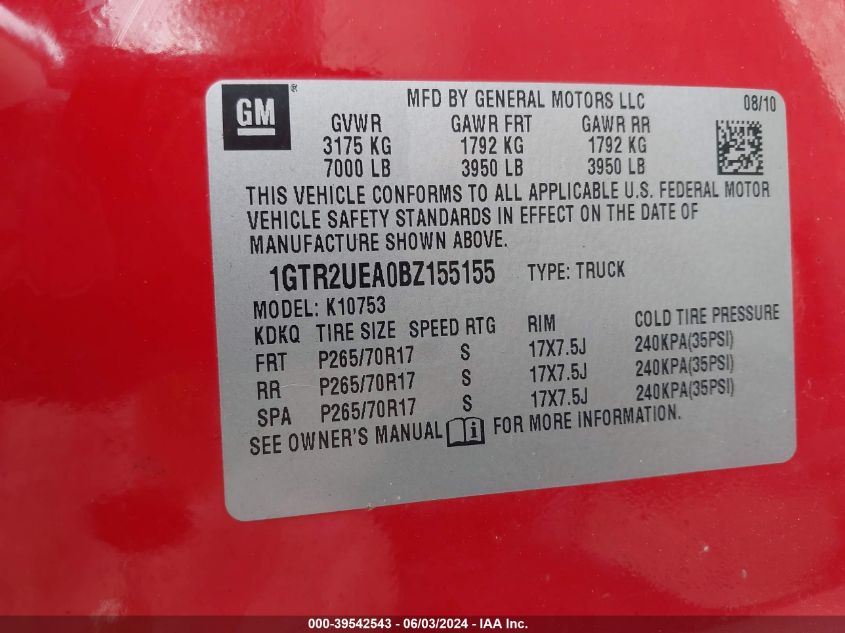 GM ®
MFD BY GENERAL MOTORS LLC 08/10
GVWR GAWR FRT GAWR RR
3175 KG 1792 KG 1792 KG
7000 LB 3950 LB 3950 LB
THIS VEHICLE CONFORMS TO ALL APPLICABLE U.S. FEDERAL MOTOR
VEHICLE SAFETY STANDARDS IN EFFECT ON THE DATE OF
MANUFACTURE SHOWN ABOVE.
1GTR2UEA0BZ155155 TYPE: TRUCK
MODEL: K10753
KDKQ TIRE SIZE SPEED RTG RIM COLD TIRE PRESSURE
FRT P265/70R17 S 17X7.5J 240KPA(35PSI)
RR P265/70R17 S 17X7.5J 240KPA(35PSI)
SPA P265/70R17 S 17X7.5J 240KPA(35PSI)
SEE OWNER'S MANUAL FOR MORE INFORMATION.
000-39542543 - 06/03/2024 - IAA Inc.